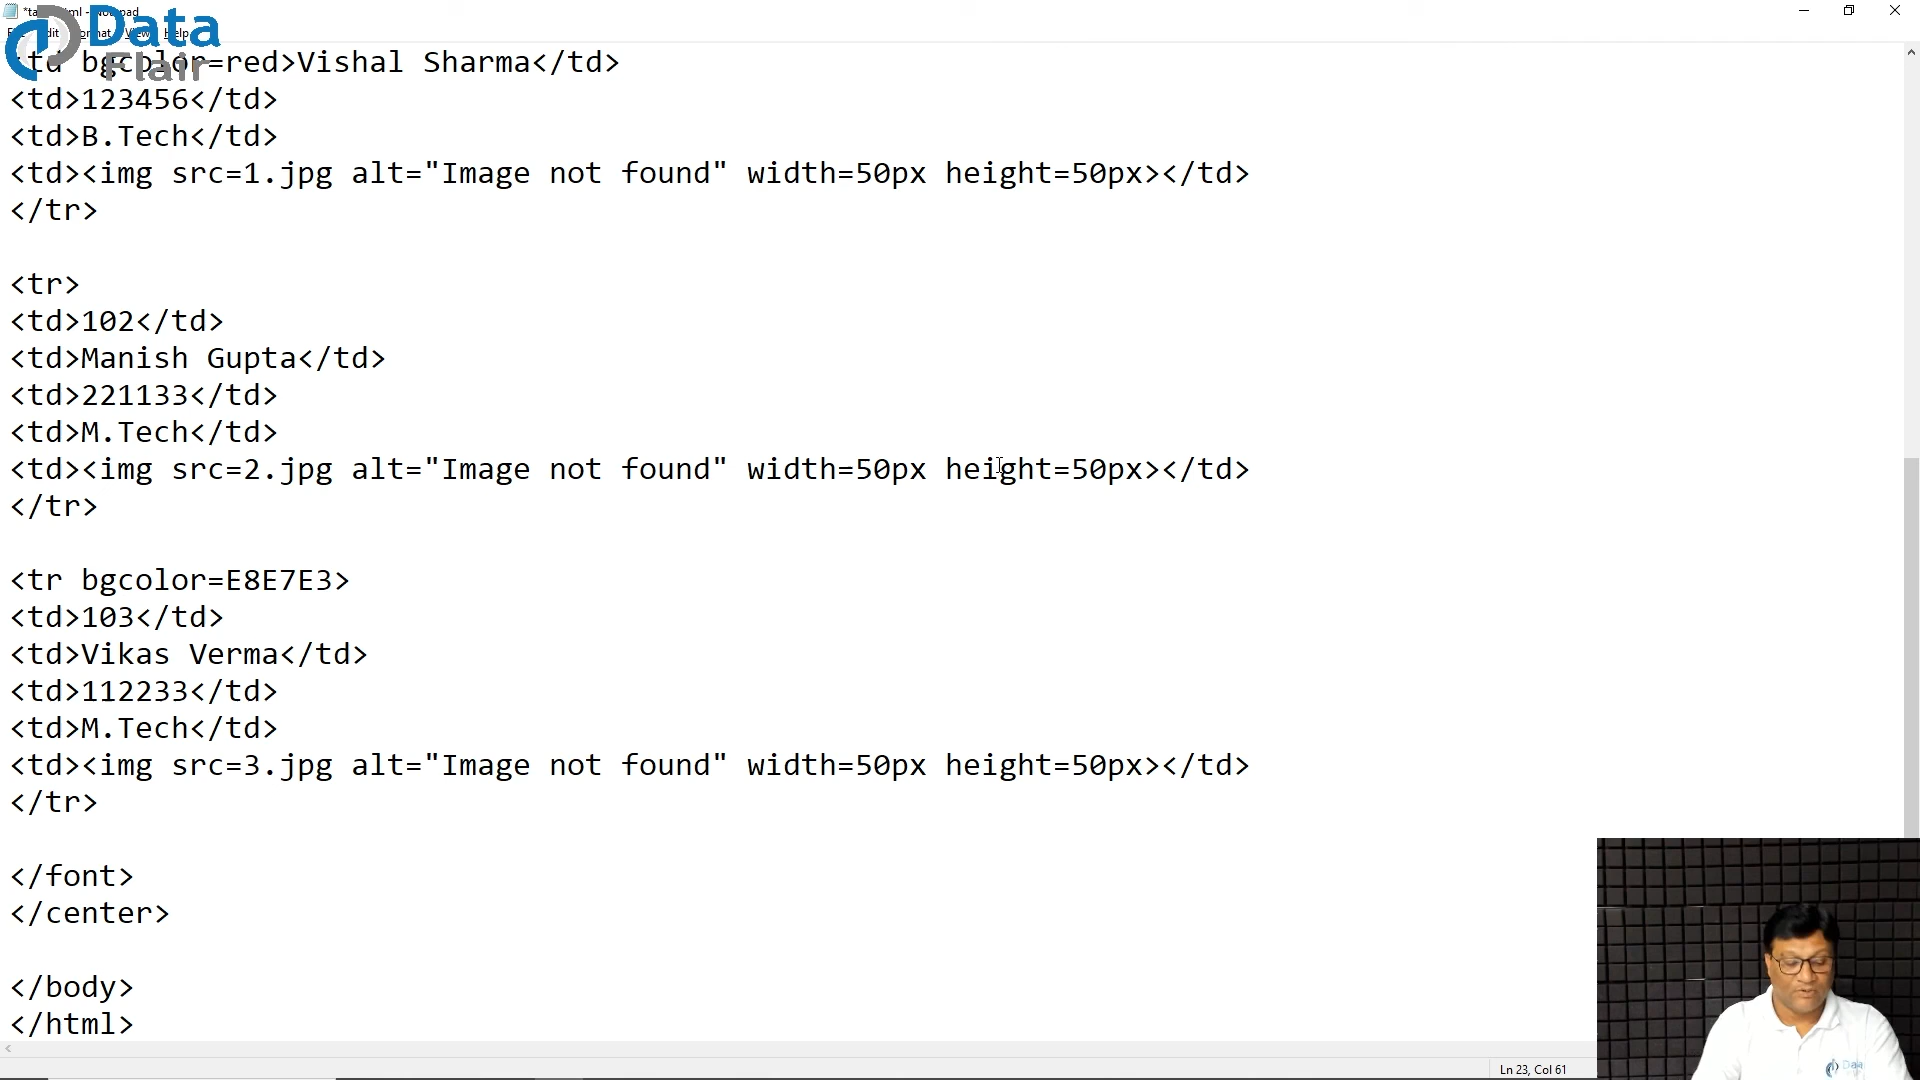 Data
Flair
bgcolor=red>Vishal Sharma</td>
<td>123456</td>
<td>B.Tech</td>
<td><img src=1.jpg alt="Image not found" width=50px height=50px></td>
</tr>
<tr>
<td>102</td>
<td>Manish Gupta</td>
<td>221133</td>
<td>M.Tech</td>
<td><img src=2.jpg alt="Image not found" width=50px height=50px></td>
</tr>
<tr bgcolor=E8E7E3>
<td>103</td>
<td>Vikas Verma</td>
<td>112233</td>
<td>M.Tech</td>
<td><img src=3.jpg alt="Image not found" width=50px height=50px></td>
</tr>
</font>
</center>
</body>
</html>
Ln 23, Col 61